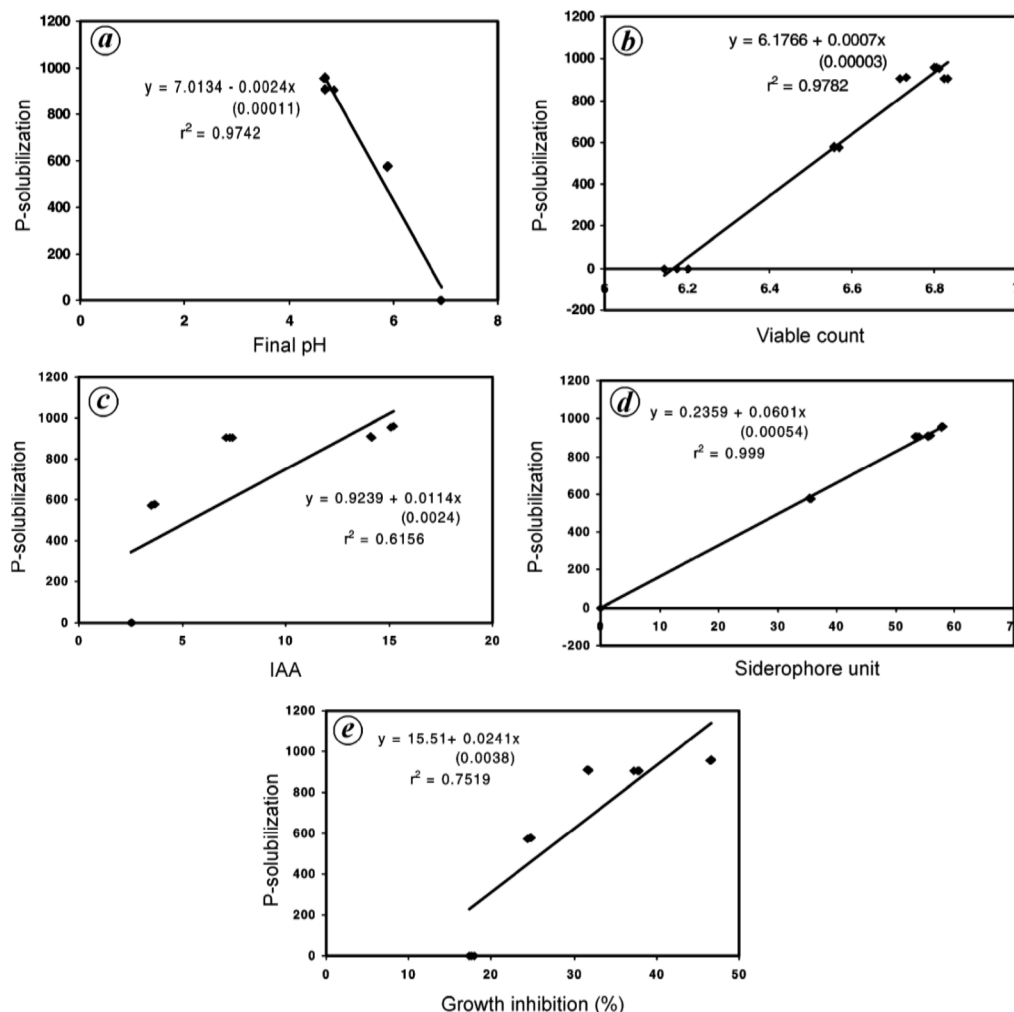 a
y = 7.0134 - 0.0024x
(0.00011)
r² = 0.9742
P-solubilization
1200
1000
800
600
400
200
0
0 2 4 6 8
Final pH
b
y = 6.1766 + 0.0007x
(0.00003)
r² = 0.9782
P-solubilization
1200
1000
800
600
400
200
0
-200
6 6.2 6.4 6.6 6.8
Viable count
c
y = 0.9239 + 0.0114x
(0.0024)
r² = 0.6156
P-solubilization
1200
1000
800
600
400
200
0
0 5 10 15 20
IAA
d
y = 0.2359 + 0.0601x
(0.00054)
r² = 0.999
P-solubilization
1200
1000
800
600
400
200
0
-200
0 10 20 30 40 50 60
Siderophore unit
e
y = 15.51+ 0.0241x
(0.0038)
r² = 0.7519
P-solubilization
1200
1000
800
600
400
200
0
0 10 20 30 40 50
Growth inhibition (%)